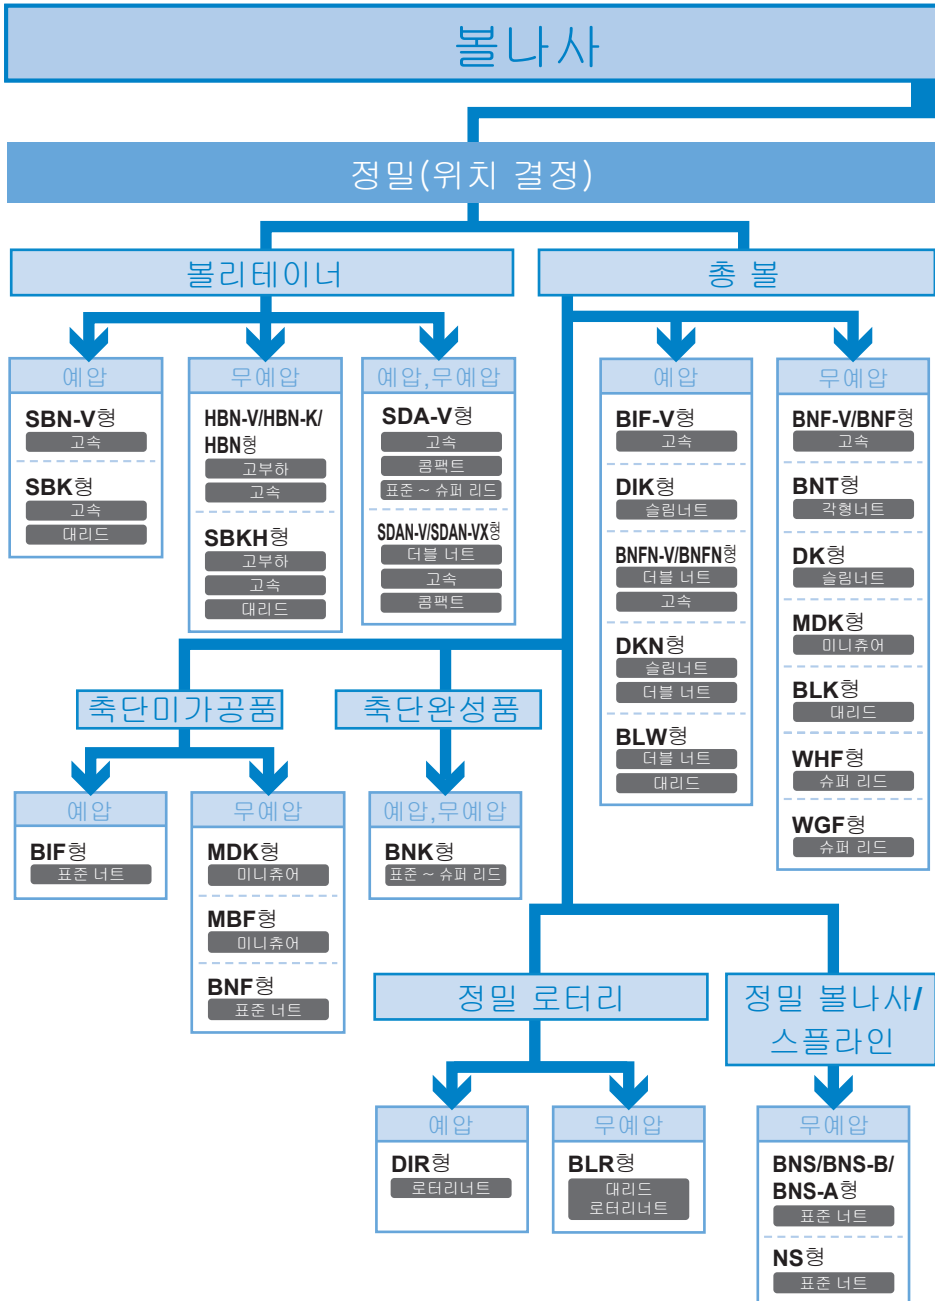 볼나사
정밀(위치 결정)
볼리테이너
총 볼
예압
SBN-V형
고속
SBK형
고속
대리드
무예압
HBN-V/HBN-K/
HBN형
고부하
고속
SBKH형
고부하
고속
대리드
예압,무예압
SDA-V형
고속
콤팩트
표준 ~ 슈퍼 리드
SDAN-V/SDAN-VX형
더블 너트
고속
콤팩트
예압
BIF-V형
고속
DIK형
슬림너트
BNFN-V/BNFN형
더블 너트
고속
DKN형
슬림너트
더블 너트
BLW형
더블 너트
대리드
무예압
BNF-V/BNF형
고속
BNT형
각형너트
DK형
슬림너트
MDK형
미니츄어
BLK형
대리드
WHF형
슈퍼 리드
WGF형
슈퍼 리드
축단미가공품
축단완성품
예압
BIF형
표준 너트
무예압
MDK형
미니츄어
MBF형
미니츄어
BNF형
표준 너트
예압,무예압
BNK형
표준 ~ 슈퍼 리드
정밀 로터리
정밀 볼나사/
스플라인
예압
DIR형
로터리너트
무예압
BLR형
대리드
로터리너트
무예압
BNS/BNS-B/
BNS-A형
표준 너트
NS형
표준 너트